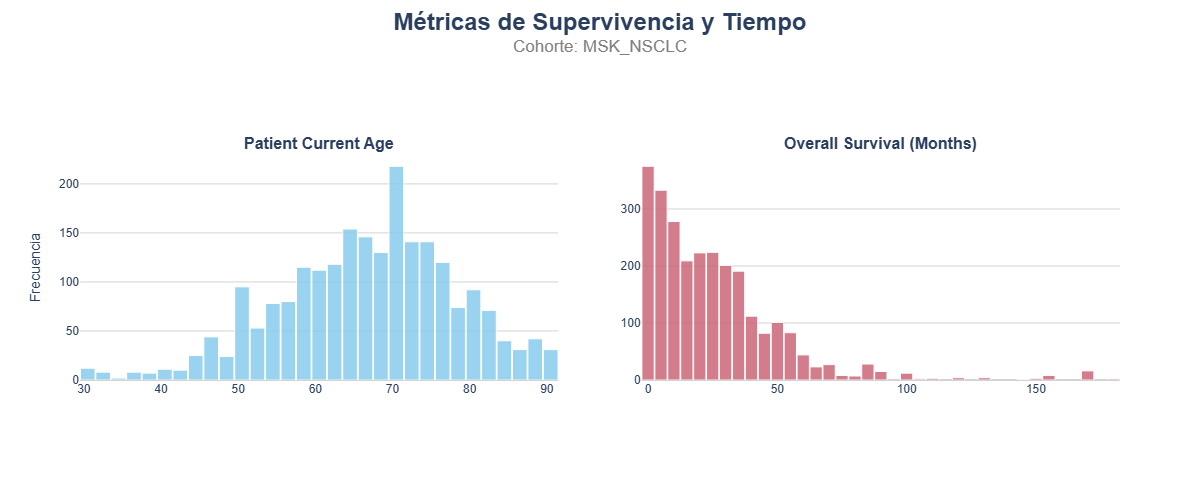 Métricas de Supervivencia y Tiempo
Cohorte: MSK_NSCLC
Patient Current Age
Overall Survival (Months)
Frecuencia
200
150
100
50
0
30 40 50 60 70 80 90
300
200
100
0
0 50 100 150